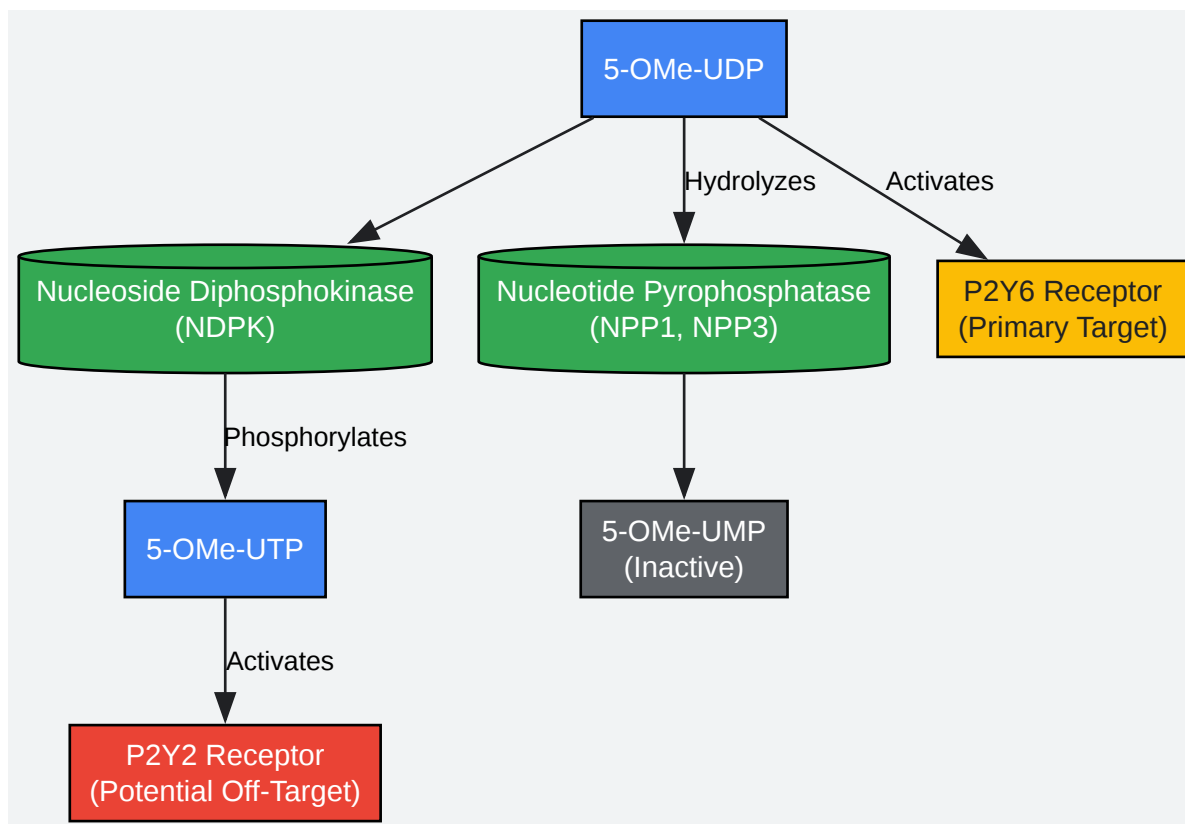 5-OMe-UDP
Hydrolyzes
Activates
Nucleoside Diphosphokinase
(NDPK)
Nucleotide Pyrophosphatase
(NPP1, NPP3)
P2Y6 Receptor
(Primary Target)
Phosphorylates
5-OMe-UTP
5-OMe-UMP
(Inactive)
Activates
P2Y2 Receptor
(Potential Off-Target)